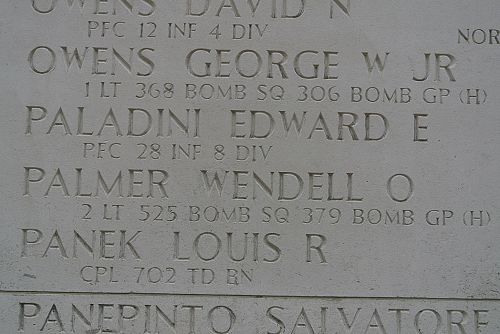 OWENS DAVID N
PFC 12 INF 4 DIV
NOR
OWENS GEORGE W JR
1 LT 368 BOMB SQ 306 BOMB GP (H)
PALADINI EDWARD E
PFC 28 INF 8 DIV
PALMER WENDELL O
2 LT 525 BOMB SQ 379 BOMB GP (H)
PANEK LOUIS R
CPL 702 TD BN
PANEPINTO SALVATORE